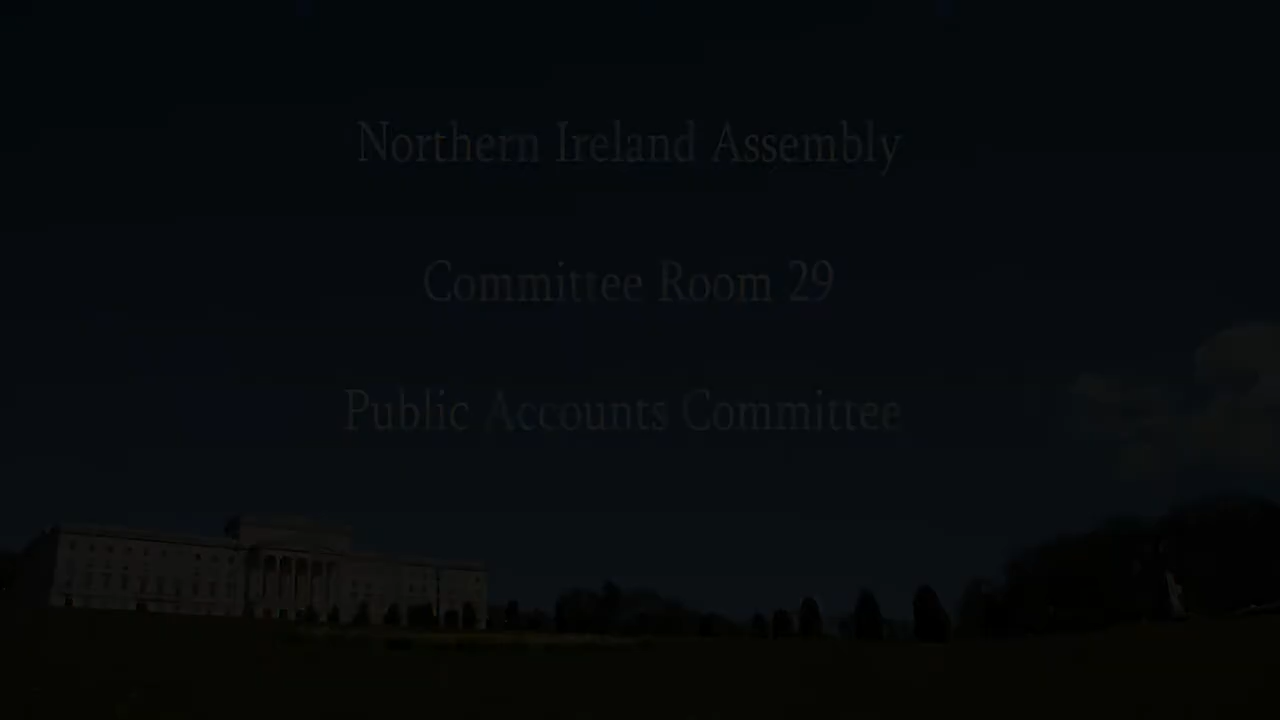 Northern Ireland Assembly
Committee Room 29
Public Accounts Committee